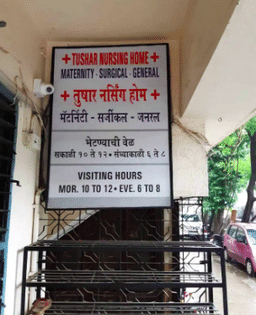 + TUSHAR NURSING HOME +
MATERNITY - SURGICAL - GENERAL
+ तुषार नर्सिंग होम +
मॅटर्निटी - सर्जीकल - जनरल
भेटण्याची वेळ
सकाळी १० ते १२ • संध्याकाळी ६ ते ८
VISITING HOURS
MOR. 10 TO 12 • EVE. 6 TO 8